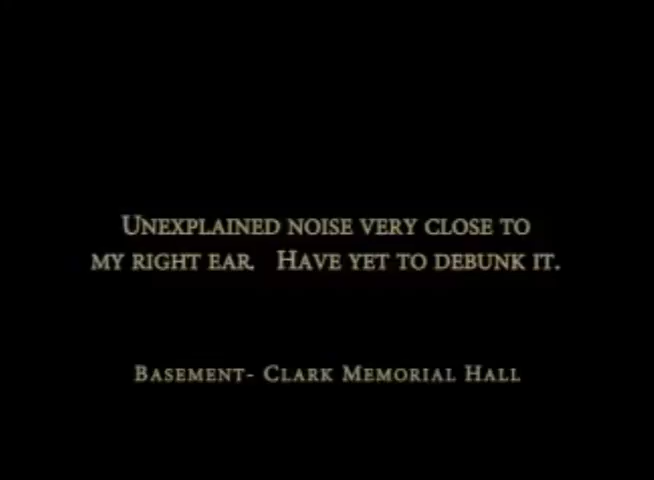 Unexplained noise very close to
my right ear. Have yet to debunk it.
Basement- Clark Memorial Hall